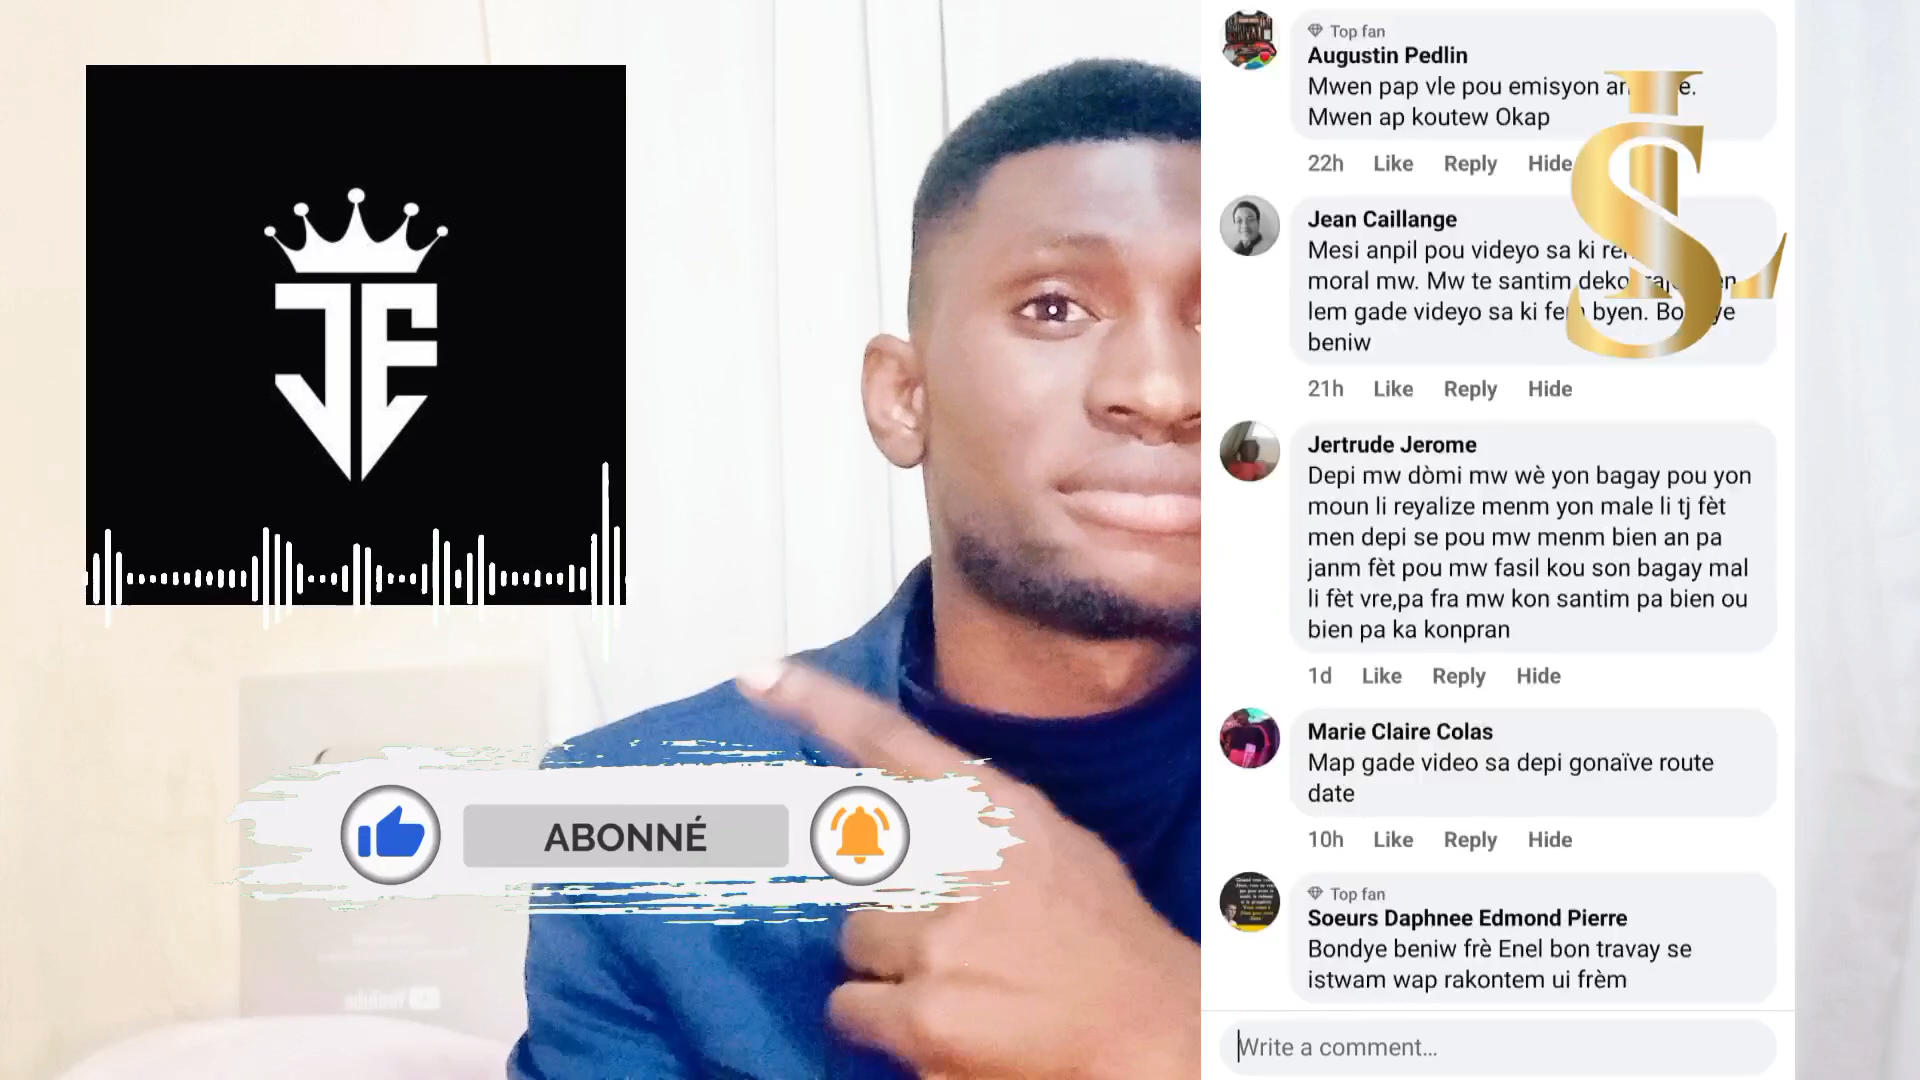 JE
ABONNÉ
Top fan
Augustin Pedlin
Mwen pap vle pou emisyon
Mwen ap koutew Okap
22h Like Reply Hide
Jean Caillange
Mesi anpil pou videyo sa ki
moral mw. Mw te santim
lem gade videyo sa ki byen.
beniw
21h Like Reply Hide
Jertrude Jerome
Depi mw dòmi mw wè yon bagay pou yon
moun li reyalize menm yon male li tj fèt
men depi se pou mw menm bien an pa
janm fèt pou mw fasil kou son bagay mal
li fèt vre,pa fra mw kon santim pa bien ou
bien pa ka konpran
1d Like Reply Hide
Marie Claire Colas
Map gade video sa depi gonaïve route
date
10h Like Reply Hide
Top fan
Soeurs Daphnee Edmond Pierre
Bondye beniw frè Enel bon travay se
istwam wap rakontem ui frèm
Write a comment...